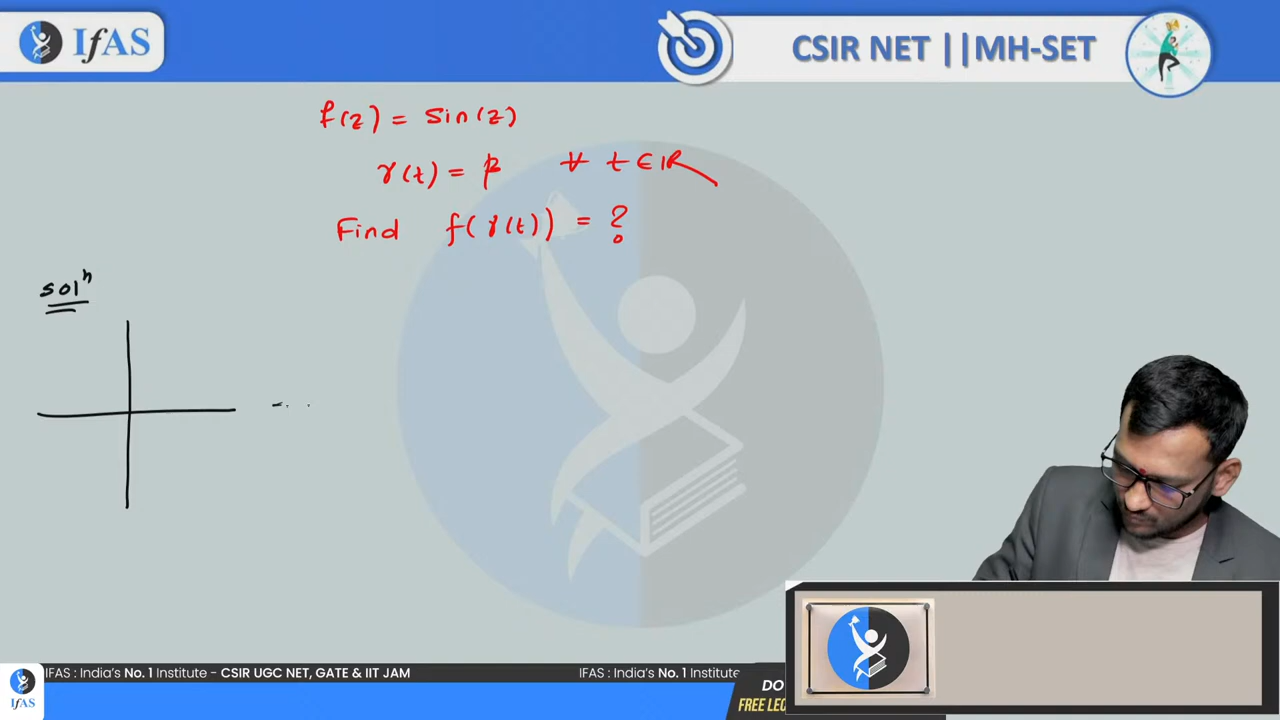 IfAS
CSIR NET ||MH-SET
f(z) = sin(z)
γ(t) = β ∀ t ∈ ℝ
Find f(γ(t)) = ?
solⁿ
IFAS : India's No. 1 Institute - CSIR UGC NET, GATE & IIT JAM
IFAS : India's No. 1 Institute
DO
FREE LEC
IfAS